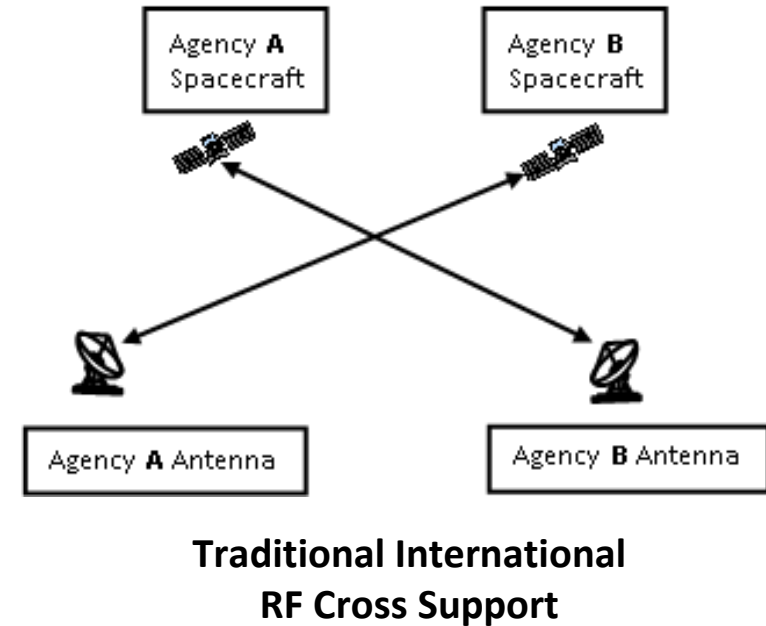 Agency A
Spacecraft
Agency B
Spacecraft
Agency A Antenna
Agency B Antenna
Traditional International
RF Cross Support